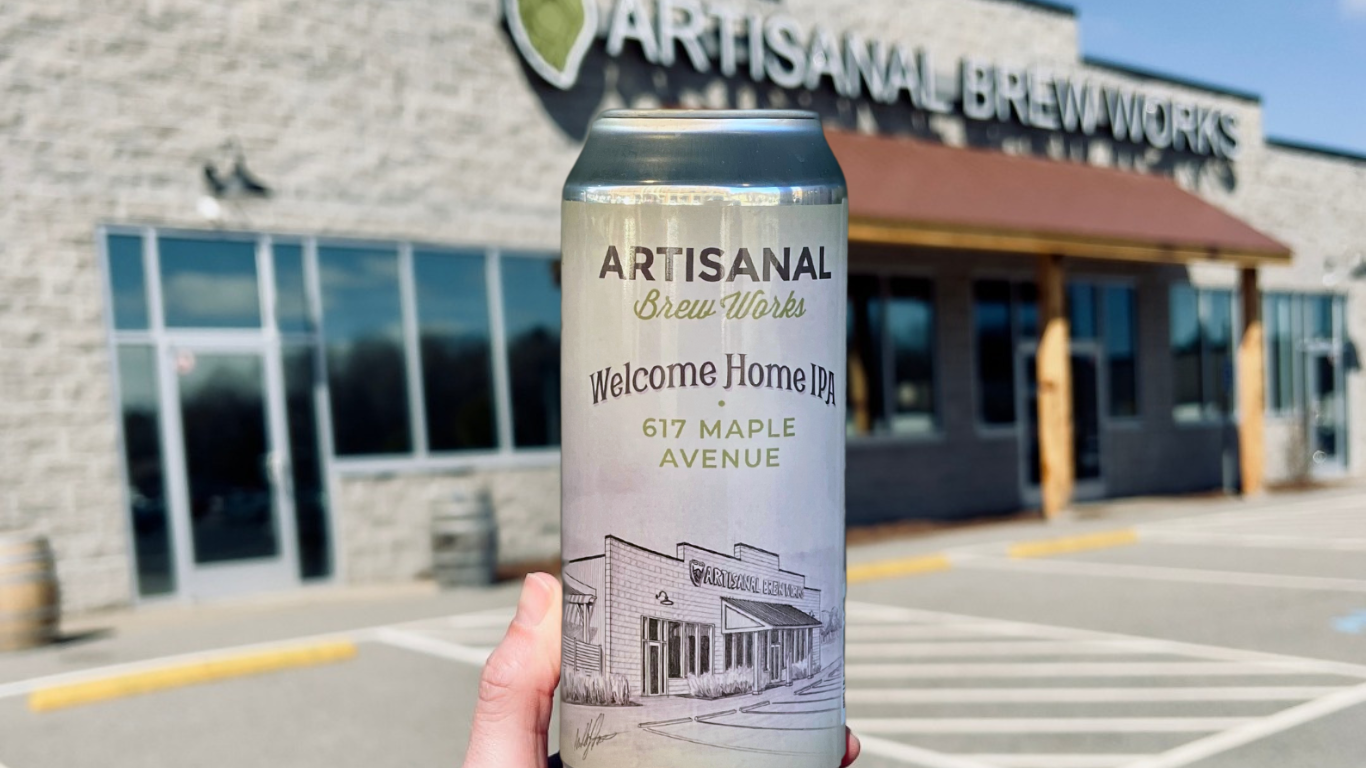 ARTISANAL BREW WORKS
ARTISANAL
Brew Works
Welcome Home IPA
617 MAPLE
AVENUE
ARTISANAL BREW WORKS